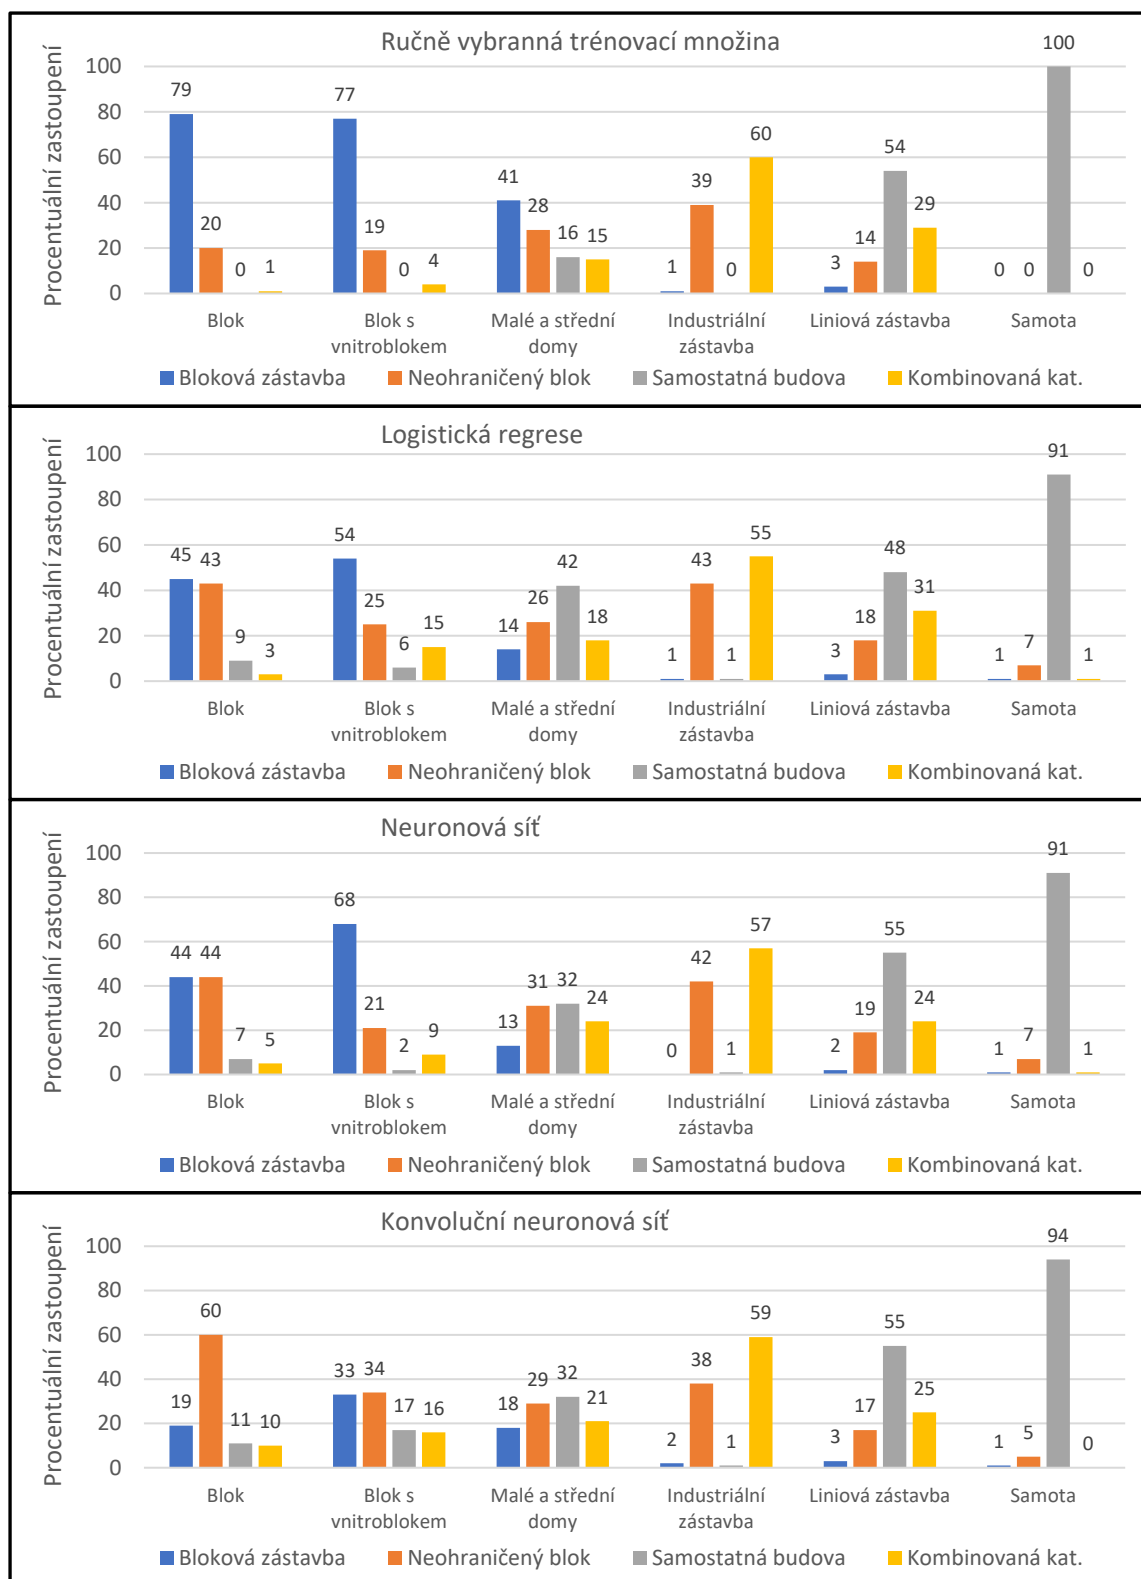 Ručně vybranná trénovací množina
Procentuální zastoupení
100
80
60
40
20
0
79 20 0 1
77 19 0 4
41 28 16 15
1 39 0 60
3 14 54 29
0 0 100 0
Blok
Blok s
vnitroblokem
Malé a střední
domy
Industriální
zástavba
Liniová zástavba
Samota
Bloková zástavba
Neohraničený blok
Samostatná budova
Kombinovaná kat.
Logistická regrese
Procentuální zastoupení
100
80
60
40
20
0
45 43 9 3
54 25 6 15
14 26 42 18
1 43 1 55
3 18 48 31
1 7 91 1
Blok
Blok s
vnitroblokem
Malé a střední
domy
Industriální
zástavba
Liniová zástavba
Samota
Bloková zástavba
Neohraničený blok
Samostatná budova
Kombinovaná kat.
Neuronová síť
Procentuální zastoupení
100
80
60
40
20
0
44 44 7 5
68 21 2 9
13 31 32 24
0 42 1 57
2 19 55 24
1 7 91 1
Blok
Blok s
vnitroblokem
Malé a střední
domy
Industriální
zástavba
Liniová zástavba
Samota
Bloková zástavba
Neohraničený blok
Samostatná budova
Kombinovaná kat.
Konvoluční neuronová síť
Procentuální zastoupení
100
80
60
40
20
0
19 60 11 10
33 34 17 16
18 29 32 21
2 38 1 59
3 17 55 25
1 5 94 0
Blok
Blok s
vnitroblokem
Malé a střední
domy
Industriální
zástavba
Liniová zástavba
Samota
Bloková zástavba
Neohraničený blok
Samostatná budova
Kombinovaná kat.